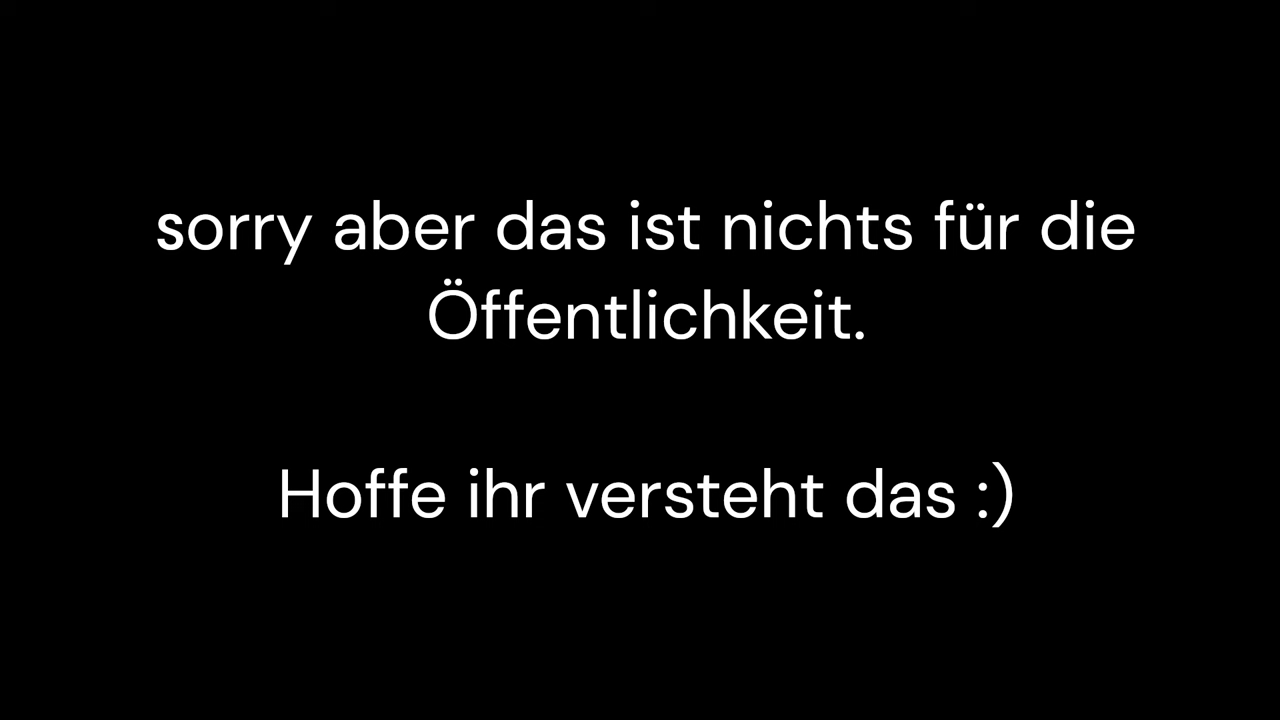 sorry aber das ist nichts für die
Öffentlichkeit.
Hoffe ihr versteht das :)